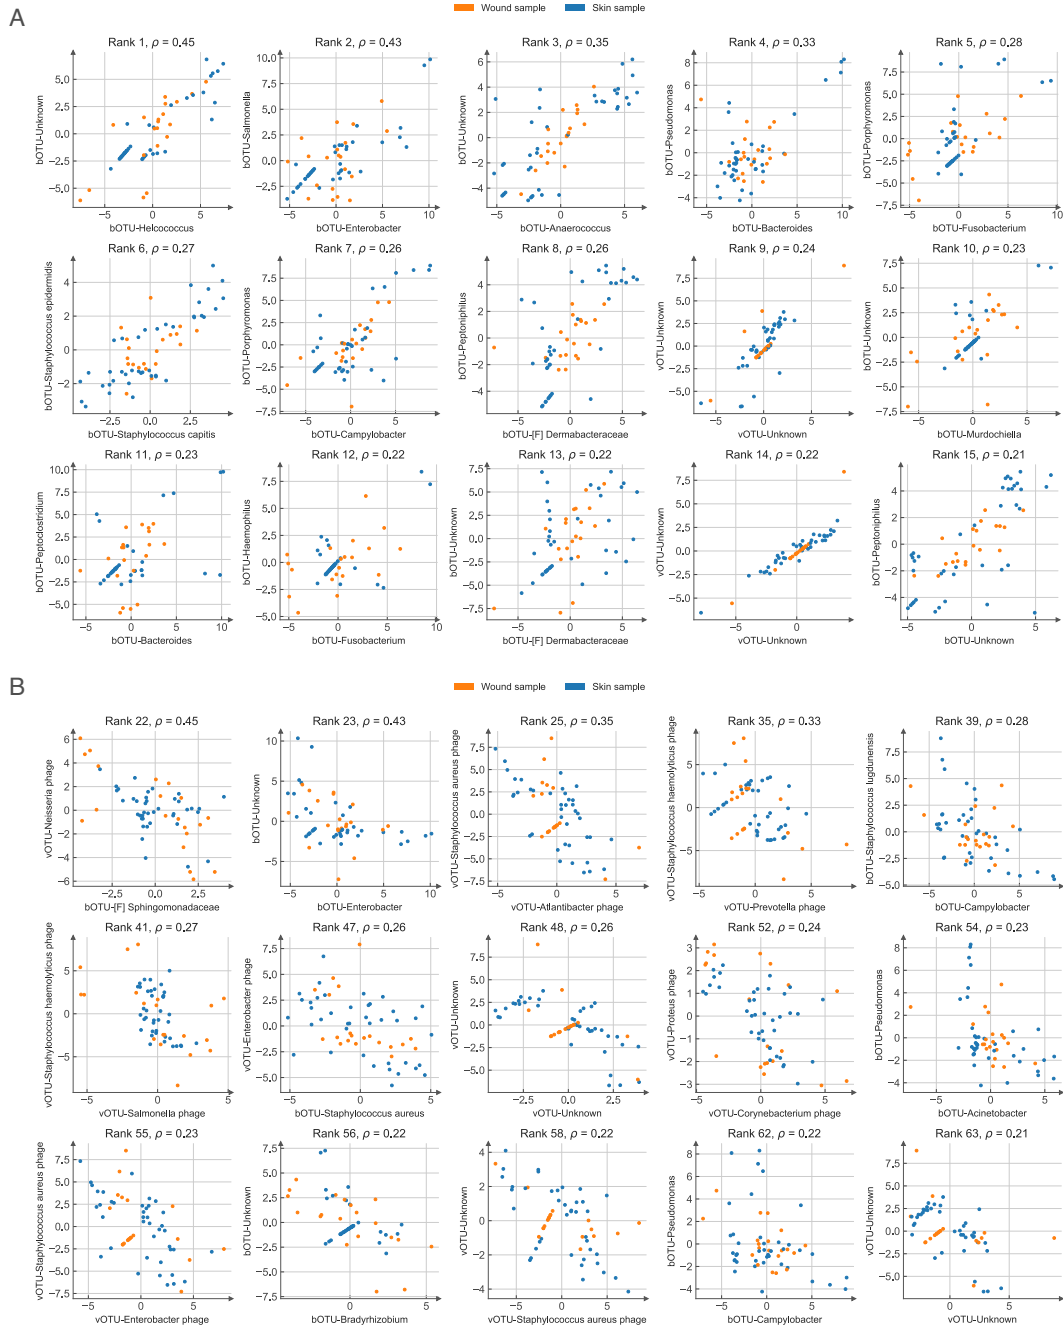 A
Wound sample Skin sample
Rank 1, ρ = 0.45
bOTU-Unknown
bOTU-Helcococcus
Rank 2, ρ = 0.43
bOTU-Salmonella
bOTU-Enterobacter
Rank 3, ρ = 0.35
bOTU-Unknown
bOTU-Anaerococcus
Rank 4, ρ = 0.33
bOTU-Pseudomonas
bOTU-Bacteroides
Rank 5, ρ = 0.28
bOTU-Porphyromonas
bOTU-Fusobacterium
Rank 6, ρ = 0.27
bOTU-Staphylococcus epidermidis
bOTU-Staphylococcus capitis
Rank 7, ρ = 0.26
bOTU-Porphyromonas
bOTU-Campylobacter
Rank 8, ρ = 0.26
bOTU-Peptoniphilus
bOTU-[F] Dermabacteraceae
Rank 9, ρ = 0.24
vOTU-Unknown
vOTU-Unknown
Rank 10, ρ = 0.23
bOTU-Unknown
bOTU-Murdochiella
Rank 11, ρ = 0.23
bOTU-Peptoclostridium
bOTU-Bacteroides
Rank 12, ρ = 0.22
bOTU-Haemophilus
bOTU-Fusobacterium
Rank 13, ρ = 0.22
bOTU-Unknown
bOTU-[F] Dermabacteraceae
Rank 14, ρ = 0.22
vOTU-Unknown
vOTU-Unknown
Rank 15, ρ = 0.21
bOTU-Peptoniphilus
bOTU-Unknown
B
Wound sample Skin sample
Rank 22, ρ = 0.45
vOTU-Neisseria phage
bOTU-[F] Sphingomonadaceae
Rank 23, ρ = 0.43
bOTU-Unknown
bOTU-Enterobacter
Rank 25, ρ = 0.35
vOTU-Staphylococcus aureus phage
vOTU-Atlantibacter phage
Rank 35, ρ = 0.33
vOTU-Staphylococcus haemolyticus phage
vOTU-Prevotella phage
Rank 39, ρ = 0.28
bOTU-Staphylococcus lugdunensis
bOTU-Campylobacter
Rank 41, ρ = 0.27
vOTU-Staphylococcus haemolyticus phage
vOTU-Salmonella phage
Rank 47, ρ = 0.26
vOTU-Enterobacter phage
bOTU-Staphylococcus aureus
Rank 48, ρ = 0.26
vOTU-Unknown
vOTU-Unknown
Rank 52, ρ = 0.24
vOTU-Proteus phage
vOTU-Corynebacterium phage
Rank 54, ρ = 0.23
bOTU-Pseudomonas
bOTU-Acinetobacter
Rank 55, ρ = 0.23
vOTU-Staphylococcus aureus phage
vOTU-Enterobacter phage
Rank 56, ρ = 0.22
bOTU-Unknown
bOTU-Bradyrhizobium
Rank 58, ρ = 0.22
vOTU-Unknown
vOTU-Staphylococcus aureus phage
Rank 62, ρ = 0.22
bOTU-Pseudomonas
bOTU-Campylobacter
Rank 63, ρ = 0.21
vOTU-Unknown
vOTU-Unknown